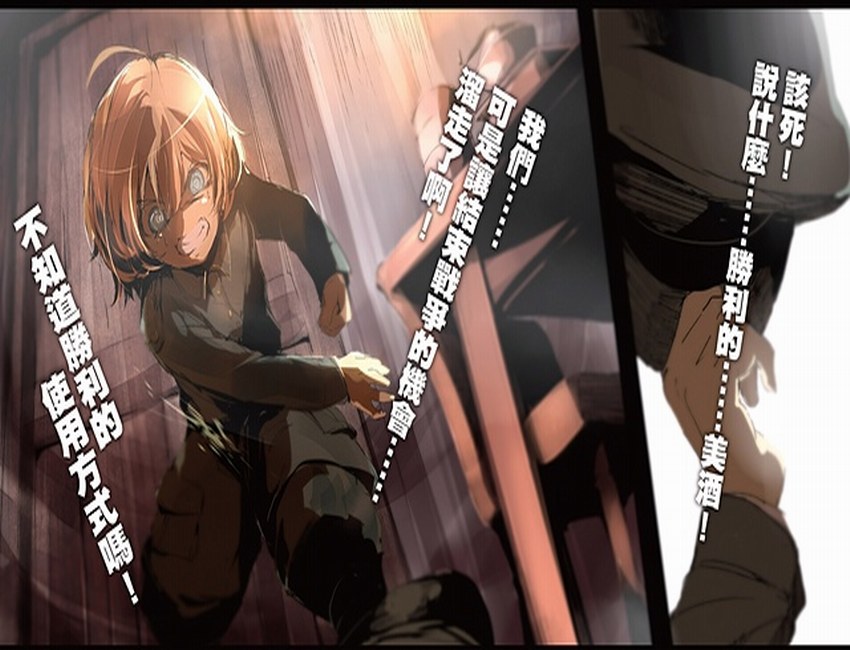 該死！
說什麼……勝利的……美酒！
我們……
可是讓結束戰爭的機會……
溜走了啊！
不知道勝利的
使用方式嗎！